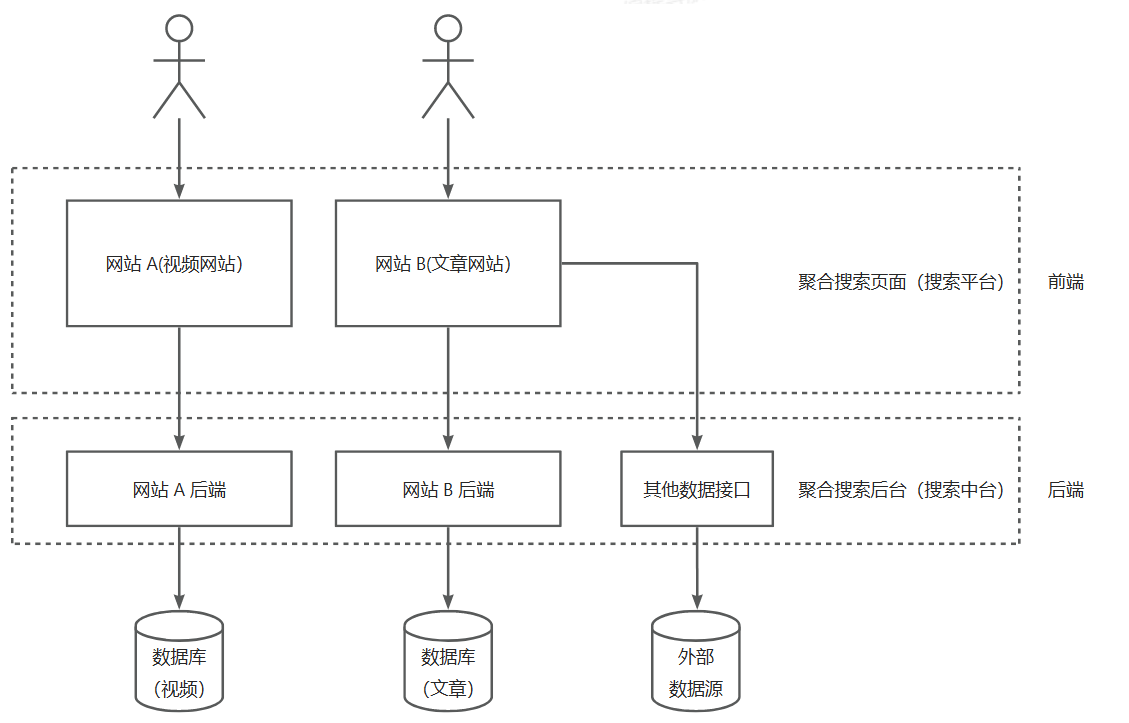 网站 A(视频网站）
网站 B(文章网站）
聚合搜索页面（搜索平台）
前端
网站 A 后端
网站 B 后端
其他数据接口
聚合搜索后台（搜索中台）
后端
数据库
（视频）
数据库
（文章）
外部
数据源